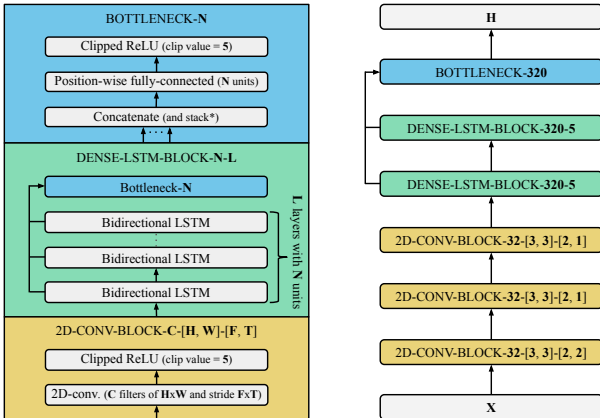 BOTTLENECK-N
Clipped ReLU (clip value = 5)
Position-wise fully-connected (N units)
Concatenate (and stack*)
. . .
DENSE-LSTM-BLOCK-N-L
Bottleneck-N
Bidirectional LSTM
Bidirectional LSTM
Bidirectional LSTM
L layers with N
units
2D-CONV-BLOCK-C-[H, W]-[F, T]
Clipped ReLU (clip value = 5)
2D-conv. (C filters of HxW and stride FxT)
H
BOTTLENECK-320
DENSE-LSTM-BLOCK-320-5
DENSE-LSTM-BLOCK-320-5
2D-CONV-BLOCK-32-[3, 3]-[2, 1]
2D-CONV-BLOCK-32-[3, 3]-[2, 1]
2D-CONV-BLOCK-32-[3, 3]-[2, 2]
X